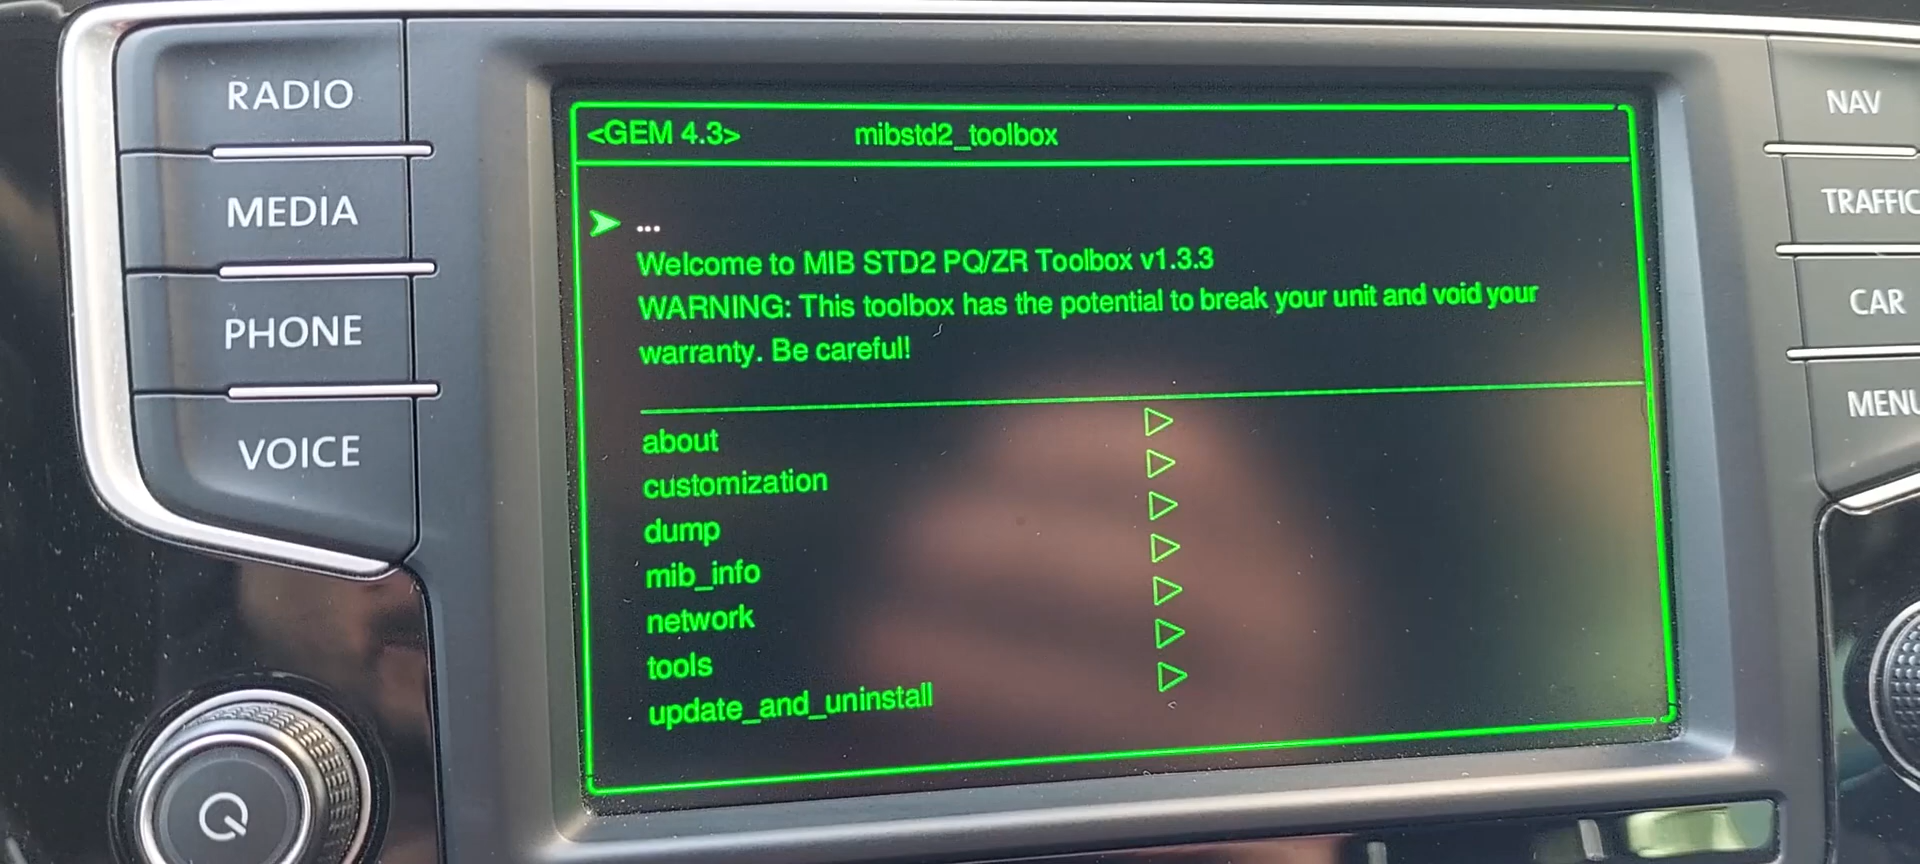 RADIO
MEDIA
PHONE
VOICE
<GEM 4.3> mibstd2_toolbox
...
Welcome to MIB STD2 PQ/ZR Toolbox v1.3.3
WARNING: This toolbox has the potential to break your unit and void your
warranty. Be careful!
about
customization
dump
mib_info
network
tools
update_and_uninstall
NAV
TRAFFIC
CAR
MENU